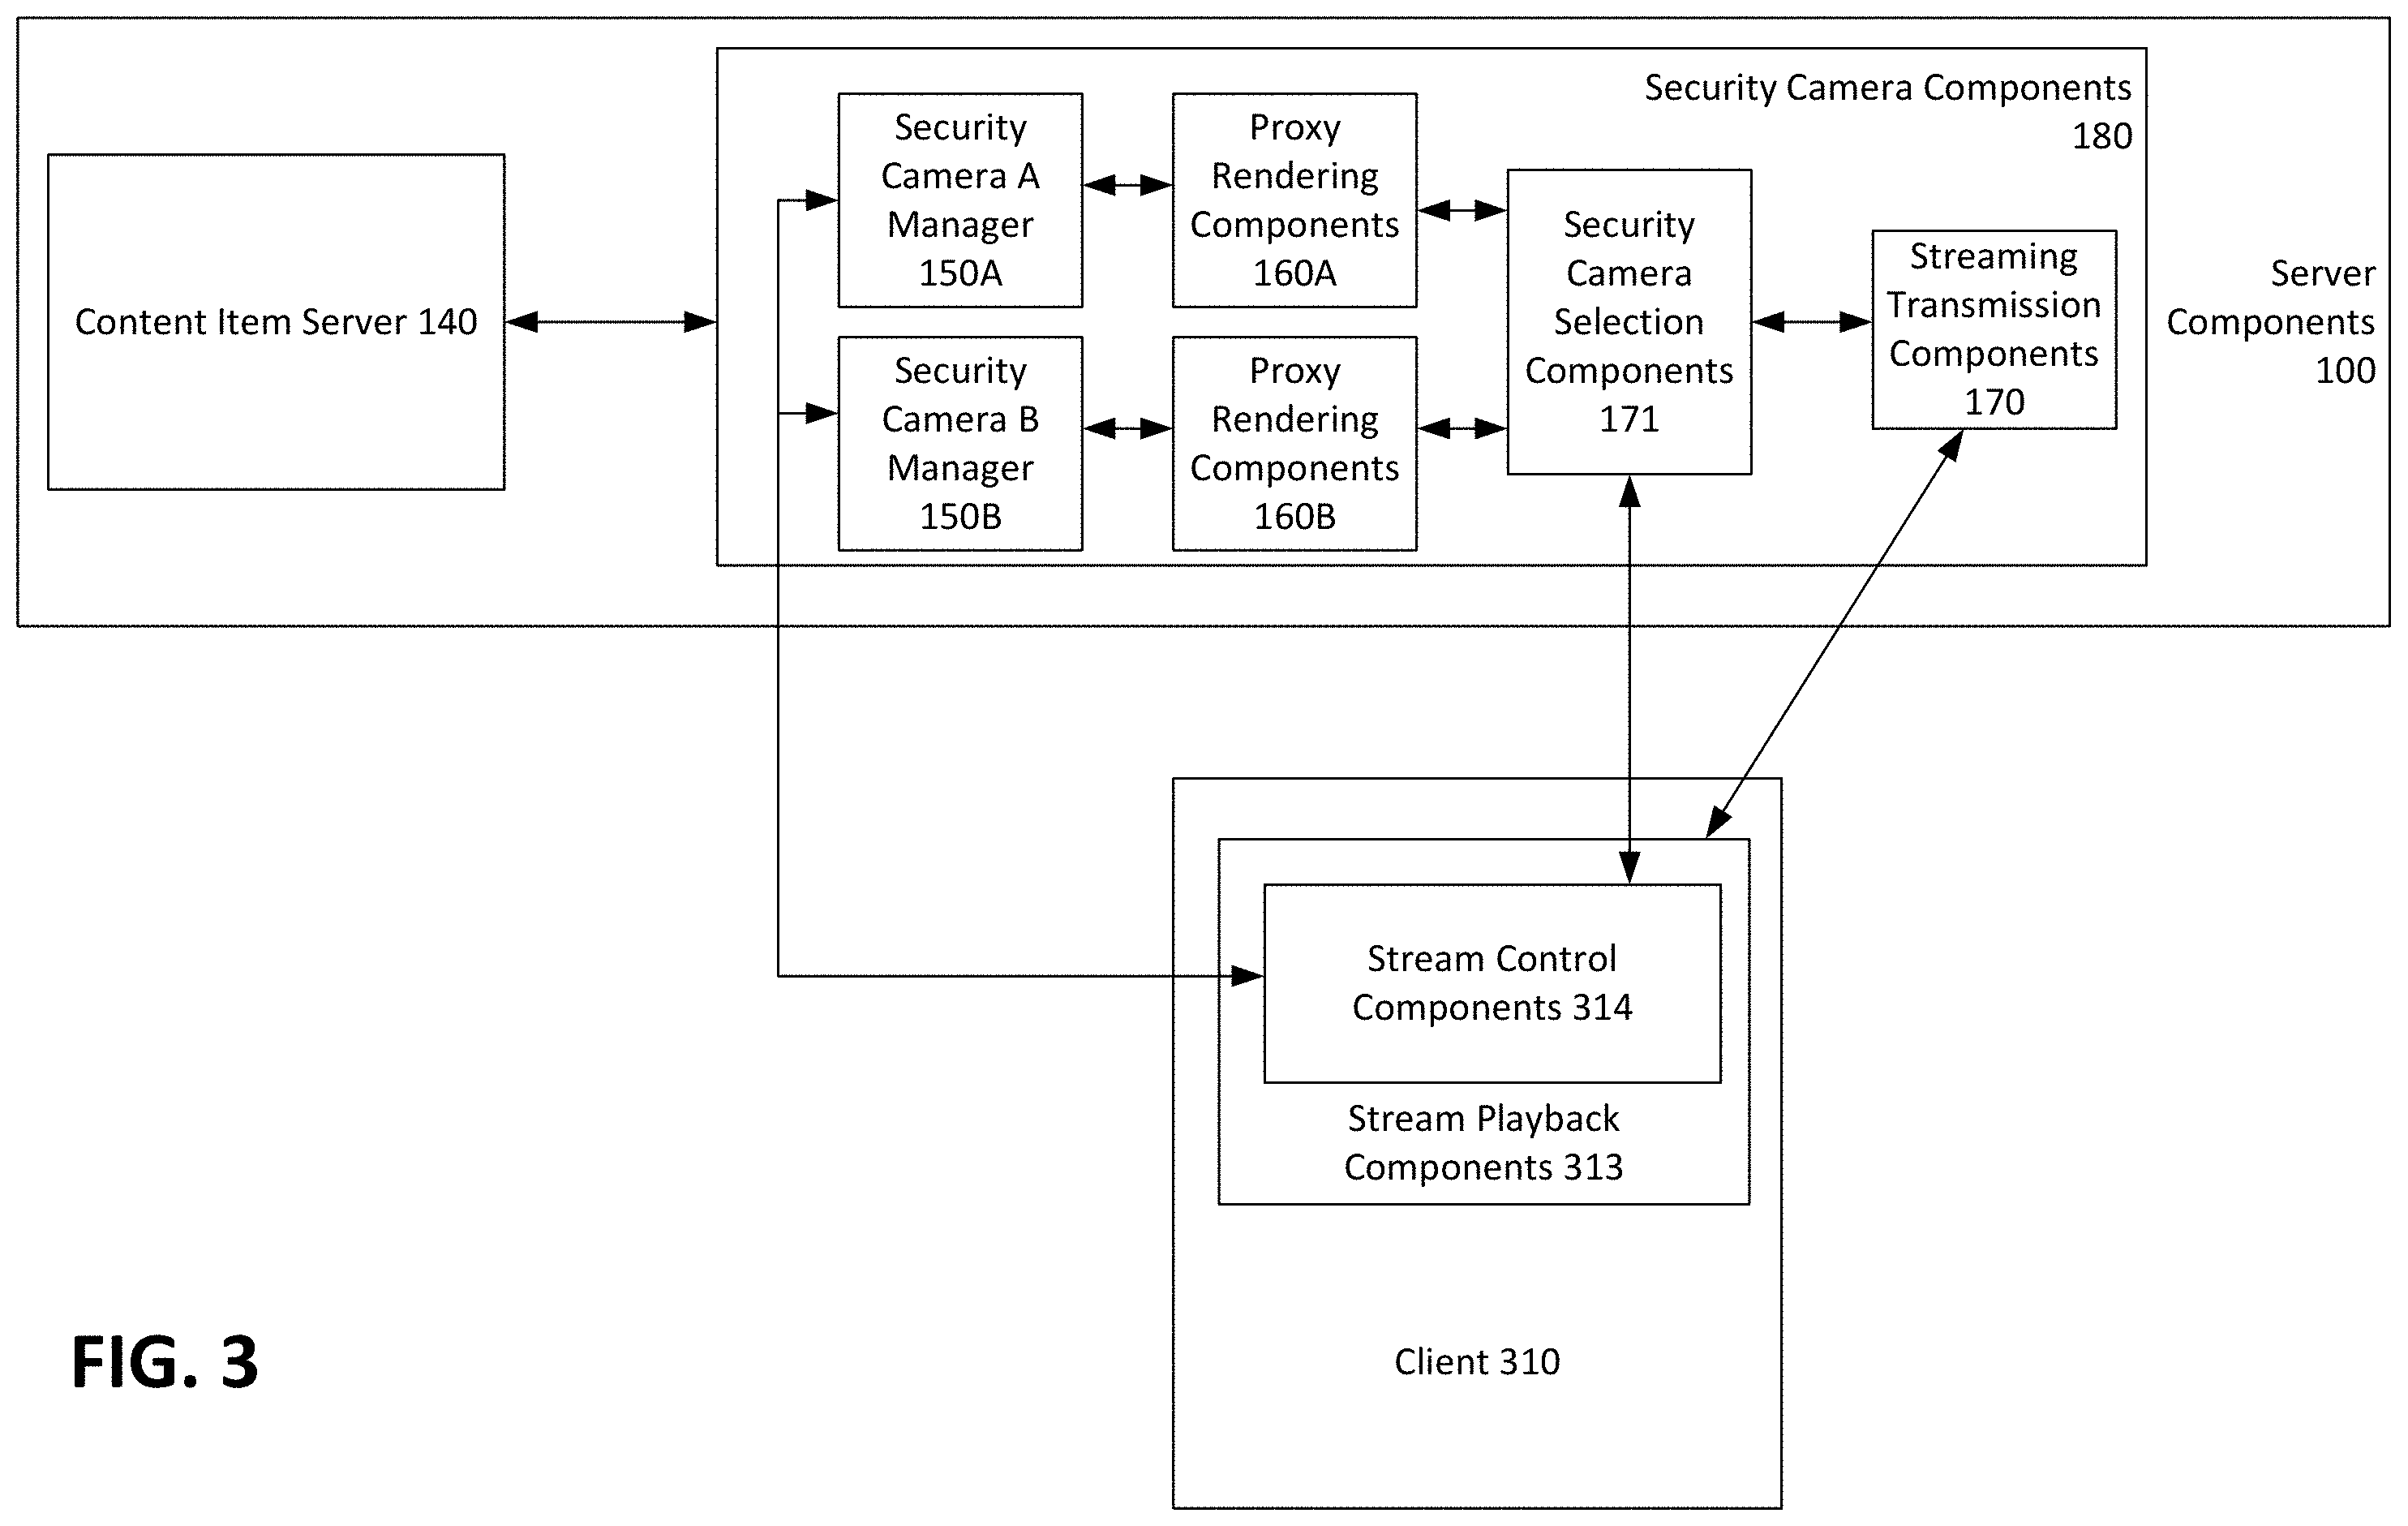 Security Camera Components
180
Server
Components
100
Content Item Server 140
Security
Camera A
Manager
150A
Proxy
Rendering
Components
160A
Security
Camera B
Manager
150B
Proxy
Rendering
Components
160B
Security
Camera
Selection
Components
171
Streaming
Transmission
Components
170
Stream Control
Components 314
Stream Playback
Components 313
Client 310
FIG. 3